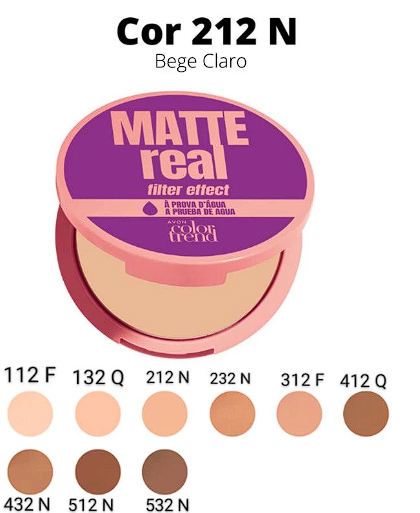 Cor 212 N
Bege Claro
MATTE
real
filter effect
À PROVA D'ÁGUA
A PRUEBA DE AGUA
AVON
color
trend
112 F 132 Q 212 N 232 N 312 F 412 Q
432 N 512 N 532 N